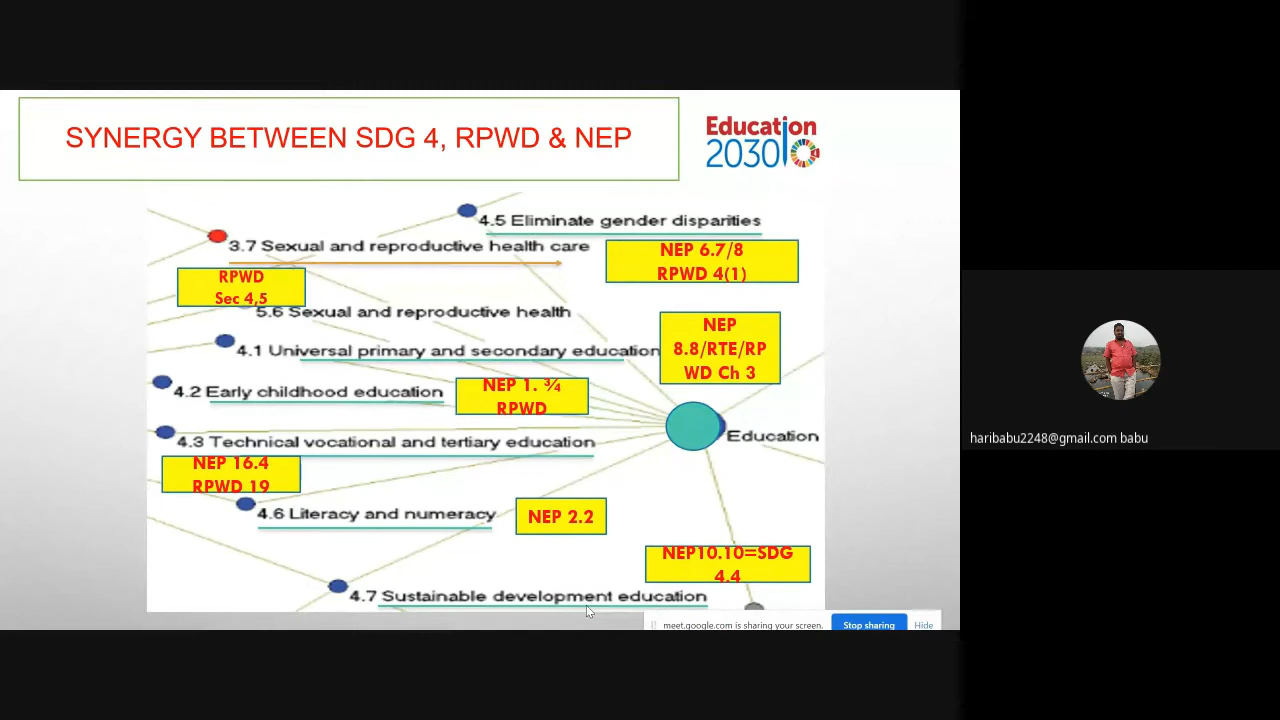 SYNERGY BETWEEN SDG 4, RPWD & NEP
Education
2030
4.5 Eliminate gender disparities
3.7 Sexual and reproductive health care
NEP 6.7/8
RPWD 4(1)
RPWD
Sec 4,5
5.6 Sexual and reproductive health
NEP
8.8/RTE/RP
WD Ch 3
4.1 Universal primary and secondary education
NEP 1. ¾
RPWD
4.2 Early childhood education
Education
4.3 Technical vocational and tertiary education
NEP 16.4
RPWD 19
4.6 Literacy and numeracy
NEP 2.2
NEP10.10=SDG
4.4
4.7 Sustainable development education
meet.google.com is sharing your screen.
Stop sharing
Hide
haribabu2248@gmail.com babu